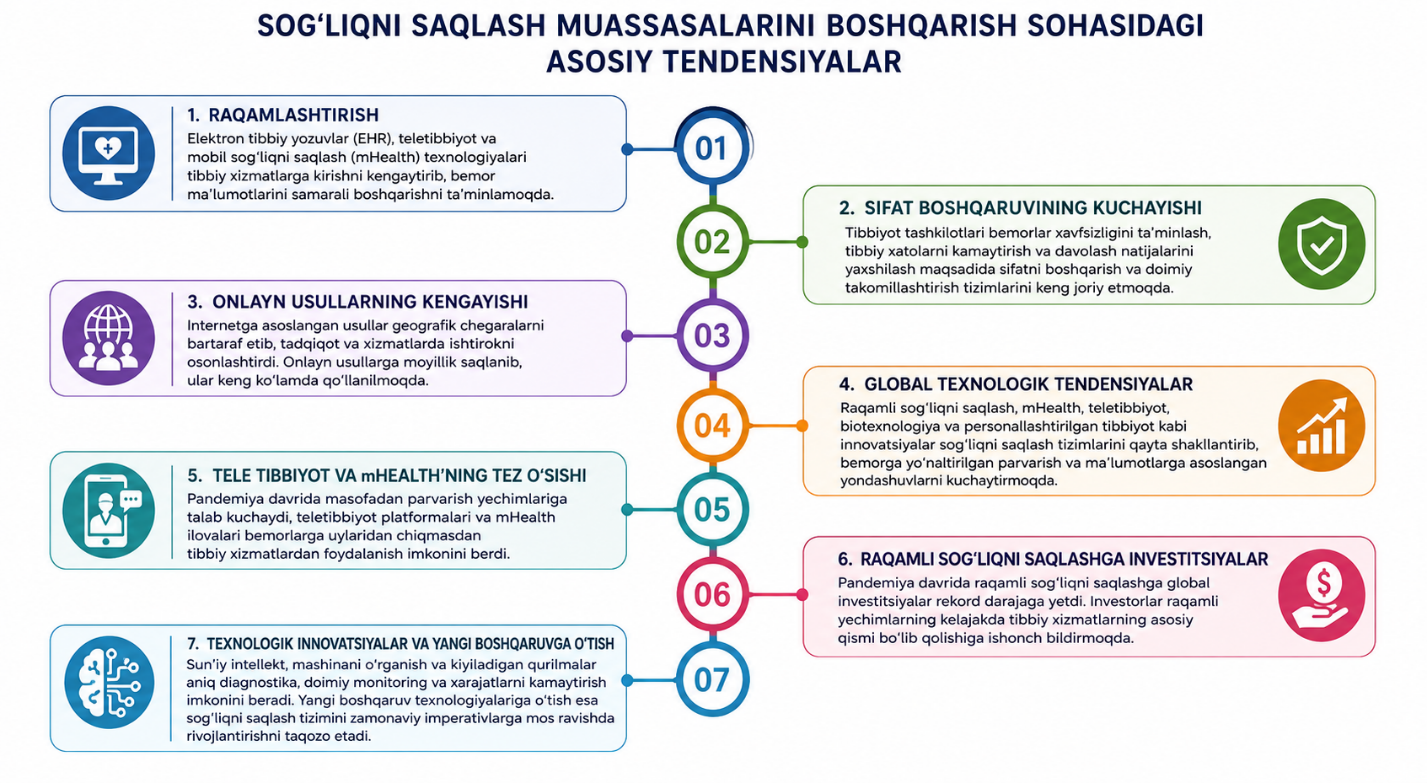 SOG‘LIQNI SAQLASH MUASSASALARINI BOSHQARISH SOHASIDAGI
ASOSIY TENDENSIYALAR
1. RAQAMLASHTIRISH
Elektron tibbiy yozuvlar (EHR), teletibbiyot va
mobil sog‘liqni saqlash (mHealth) texnologiyalari
tibbiy xizmatlarga kirishni kengaytirib, bemor
ma’lumotlarini samarali boshqarishni ta’minlamoqda.
01
02
2. SIFAT BOSHQARUVINING KUCHAYISHI
Tibbiyot tashkilotlari bemorlar xavfsizligini ta’minlash,
tibbiy xatolarni kamaytirish va davolash natijalarini
yaxshilash maqsadida sifatni boshqarish va doimiy
takomillashtirish tizimlarini keng joriy etmoqda.
3. ONLAYN USULLARNING KENGAYISHI
Internetga asoslangan usullar geografik chegaralarni
bartaraf etib, tadqiqot va xizmatlarda ishtirokni
osonlashtirdi. Onlayn usullarga moyillik saqlanib,
ular keng ko‘lamda qo‘llanilmoqda.
03
04
4. GLOBAL TEXNOLOGIK TENDENSIYALAR
Raqamli sog‘liqni saqlash, mHealth, teletibbiyot,
biotexnologiya va personallashtirilgan tibbiyot kabi
innovatsiyalar sog‘liqni saqlash tizimlarini qayta shakllantirib,
bemorga yo‘naltirilgan parvarish va ma’lumotlarga asoslangan
yondashuvlarni kuchaytirmoqda.
5. TELE TIBBIYOT VA mHEALTH’NING TEZ O‘SISHI
Pandemiya davrida masofadan parvarish yechimlariga
talab kuchaydi, teletibbiyot platformalari va mHealth
ilovalari bemorlarga uylaridan chiqmasdan
tibbiy xizmatlardan foydalanish imkonini berdi.
05
06
6. RAQAMLI SOG‘LIQNI SAQLASHGA INVESTITSIYALAR
Pandemiya davrida raqamli sog‘liqni saqlashga global
investitsiyalar rekord darajaga yetdi. Investorlar raqamli
yechimlarning kelajakda tibbiy xizmatlarning asosiy
qismi bo‘lib qolishiga ishonch bildirmoqda.
$
7. TEXNOLOGIK INNOVATSIYALAR VA YANGI BOSHQARUVGA O‘TISH
Sun’iy intellekt, mashinani o‘rganish va kiyiladigan qurilmalar
aniq diagnostika, doimiy monitoring va xarajatlarni kamaytirish
imkonini beradi. Yangi boshqaruv texnologiyalariga o‘tish esa
sog‘liqni saqlash tizimini zamonaviy imperativlarga mos ravishda
rivojlantirishni taqozo etadi.
07